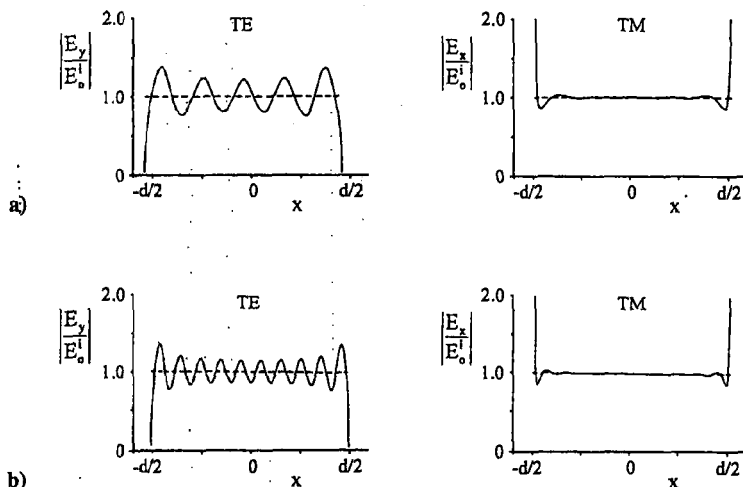 TE
TM
2.0
1.0
0
|E_y / E_o^i|
-d/2 0 d/2
x
2.0
1.0
0
|E_x / E_o^i|
-d/2 0 d/2
x
a)
TE
TM
2.0
1.0
0
|E_y / E_o^i|
-d/2 0 d/2
x
2.0
1.0
0
|E_x / E_o^i|
-d/2 0 d/2
x
b)